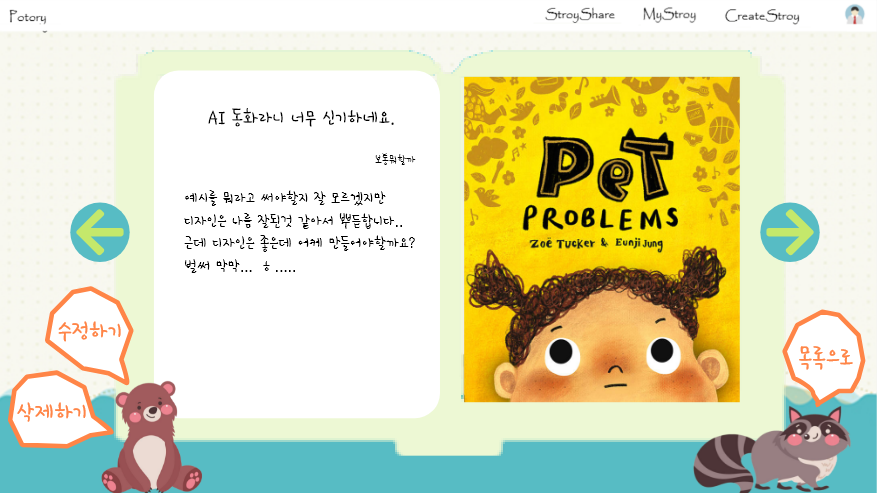 Potory
StroyShare
MyStroy
CreateStroy
AI 동화라니 너무 신기하네요.
보통뭐할까
예시를 뭐라고 써야할지 잘 모르겠지만
디자인은 나름 잘된것 같아서 뿌듯합니다..
근데 디자인은 좋은데 어케 만들어야할까요?
벌써 막막... ㅎ .....
PeT
PROBLEMS
Zoë Tucker & Eunji Jung
수정하기
삭제하기
목록으로